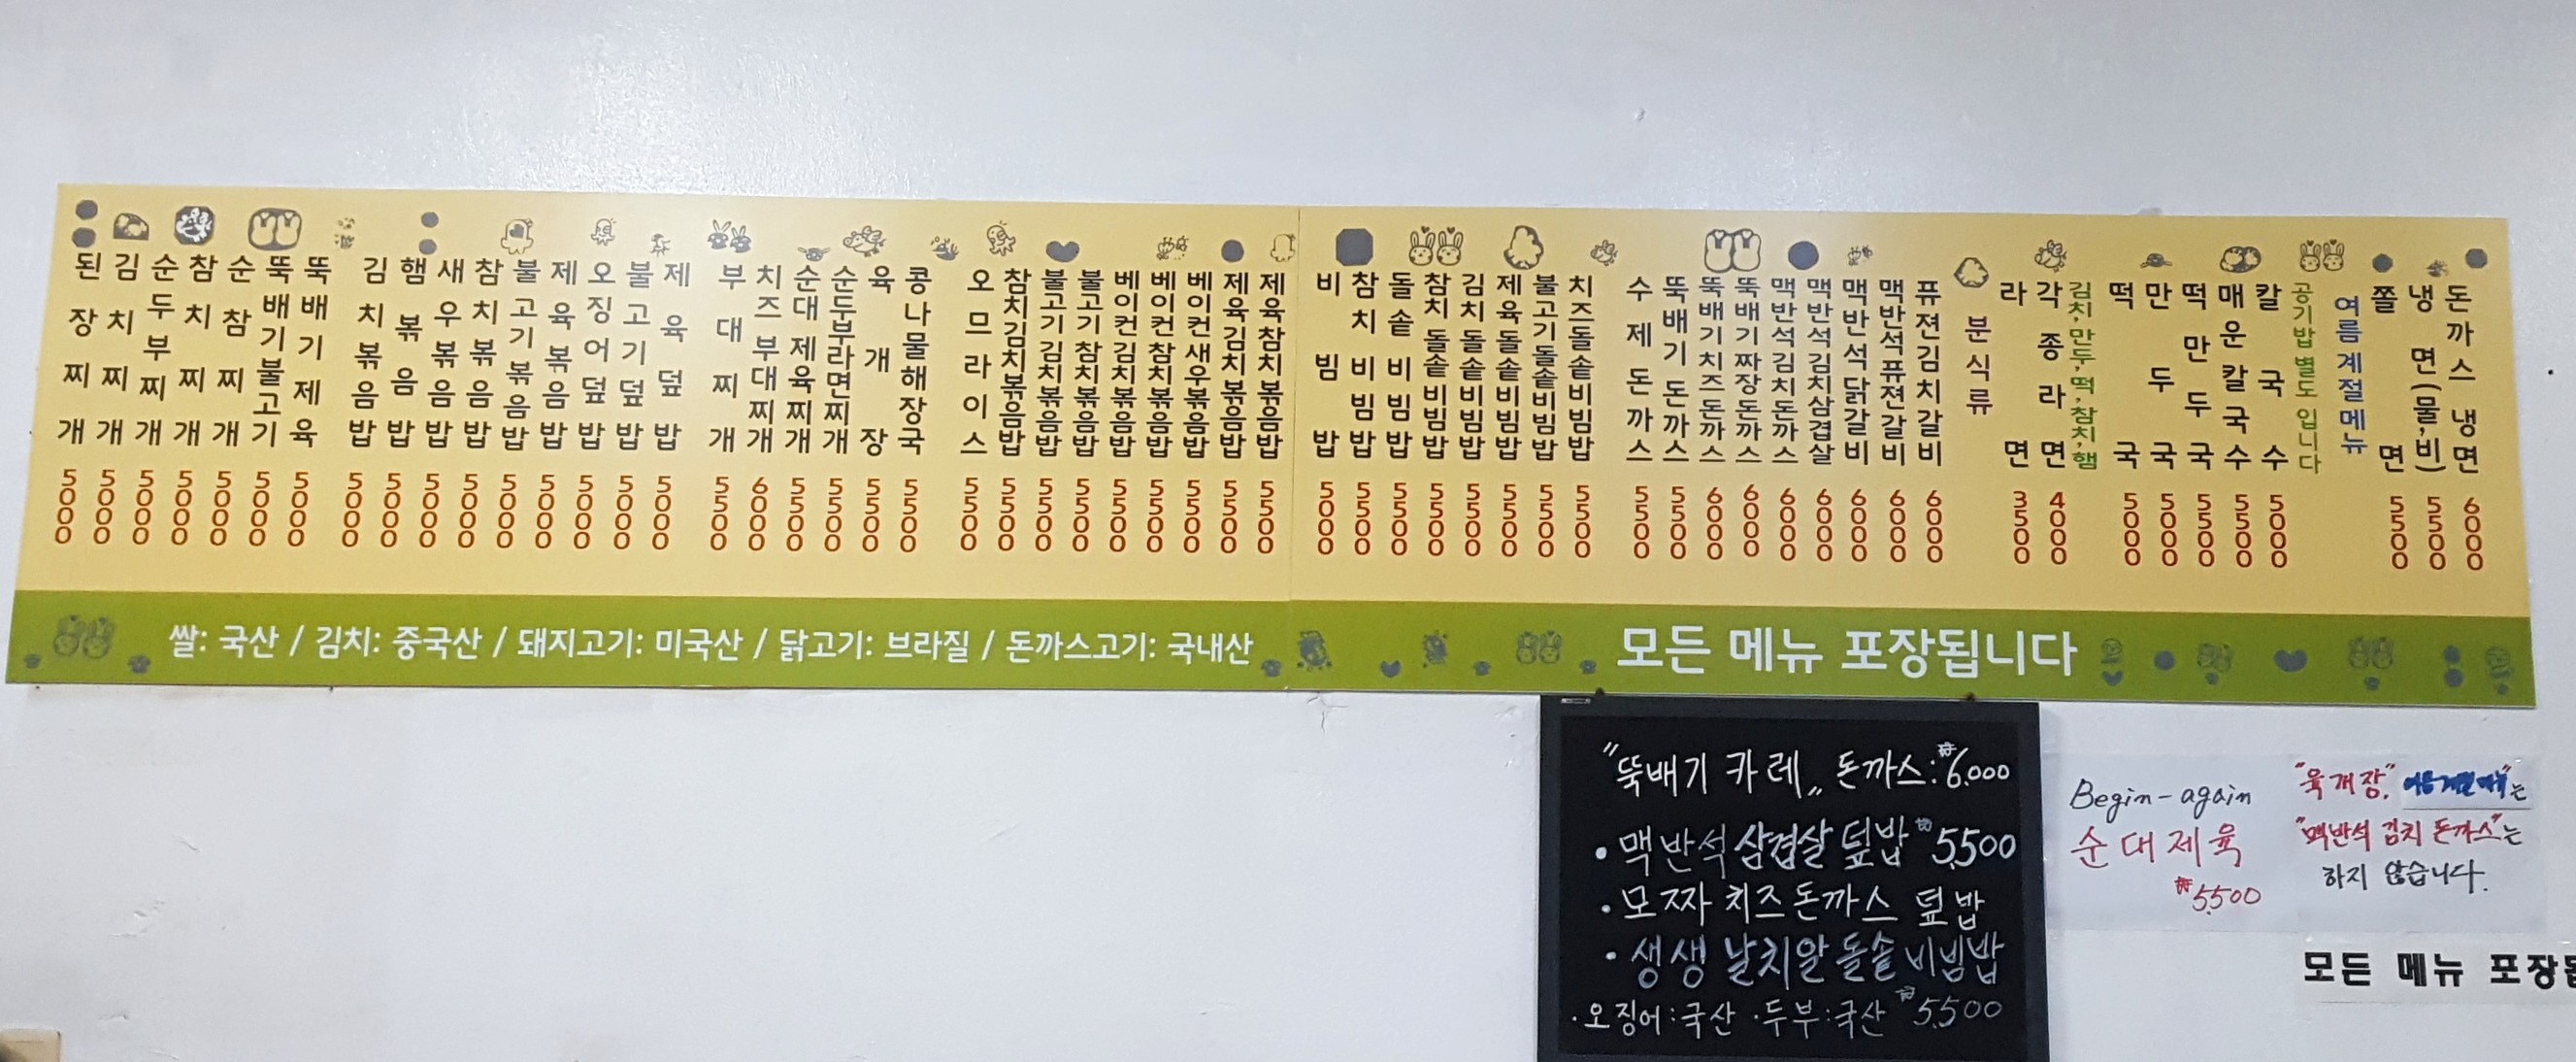 된장찌개 5000
김치찌개 5000
순두부찌개 5000
참치찌개 5000
순참찌개 5000
뚝배기불고기 5000
뚝배기제육 5000
김치볶음밥 5000
햄볶음밥 5000
새우볶음밥 5000
참치볶음밥 5000
불고기볶음밥 5000
제육볶음밥 5000
오징어덮밥 5000
불고기덮밥 5000
제육덮밥 5000
부대찌개 5500
치즈부대찌개 6000
순대제육찌개 5500
순두부라면찌개 5500
육개장 5500
콩나물해장국 5500
오므라이스 5500
참치김치볶음밥 5500
불고기김치볶음밥 5500
불고기참치볶음밥 5500
베이컨김치볶음밥 5500
베이컨참치볶음밥 5500
베이컨새우볶음밥 5500
제육김치볶음밥 5500
제육참치볶음밥 5500
비빔밥 5000
참치비빔밥 5500
돌솥비빔밥 5500
참치 돌솥비빔밥 5500
김치 돌솥비빔밥 5500
제육돌솥비빔밥 5500
불고기돌솥비빔밥 5500
치즈돌솥비빔밥 5500
수제돈까스 5500
뚝배기돈까스 5500
뚝배기치즈돈까스 6000
뚝배기짜장돈까스 6000
맥반석김치돈까스 6000
맥반석김치삼겹살 6000
맥반석닭갈비 6000
맥반석퓨젼갈비 6000
퓨젼김치갈비 6000
분식류
라면 3500
각종라면 4000
김치,만두,떡,참치,햄
떡국 5000
만두국 5000
떡만두국 5500
매운칼국수 5500
칼국수 5000
공기밥 별도 입니다
여름계절메뉴
쫄면 5500
냉면(물,비) 5500
돈까스냉면 6000
쌀: 국산 / 김치: 중국산 / 돼지고기: 미국산 / 닭고기: 브라질 / 돈까스고기: 국내산
모든 메뉴 포장됩니다
"뚝배기 카레" 돈까스:₩6.000
·맥반석 삼겹살 덮밥 ₩5,500
·모짜 치즈돈까스 덮밥
·생생 날치알 돌솥 비빔밥
·오징어:국산 ·두부:국산 ₩5.500
Begin-again
순대제육
₩5,500
"육개장", 여름계절메뉴"는
"맥반석 김치 돈까스"는
하지 않습니다.
모든 메뉴 포장됩